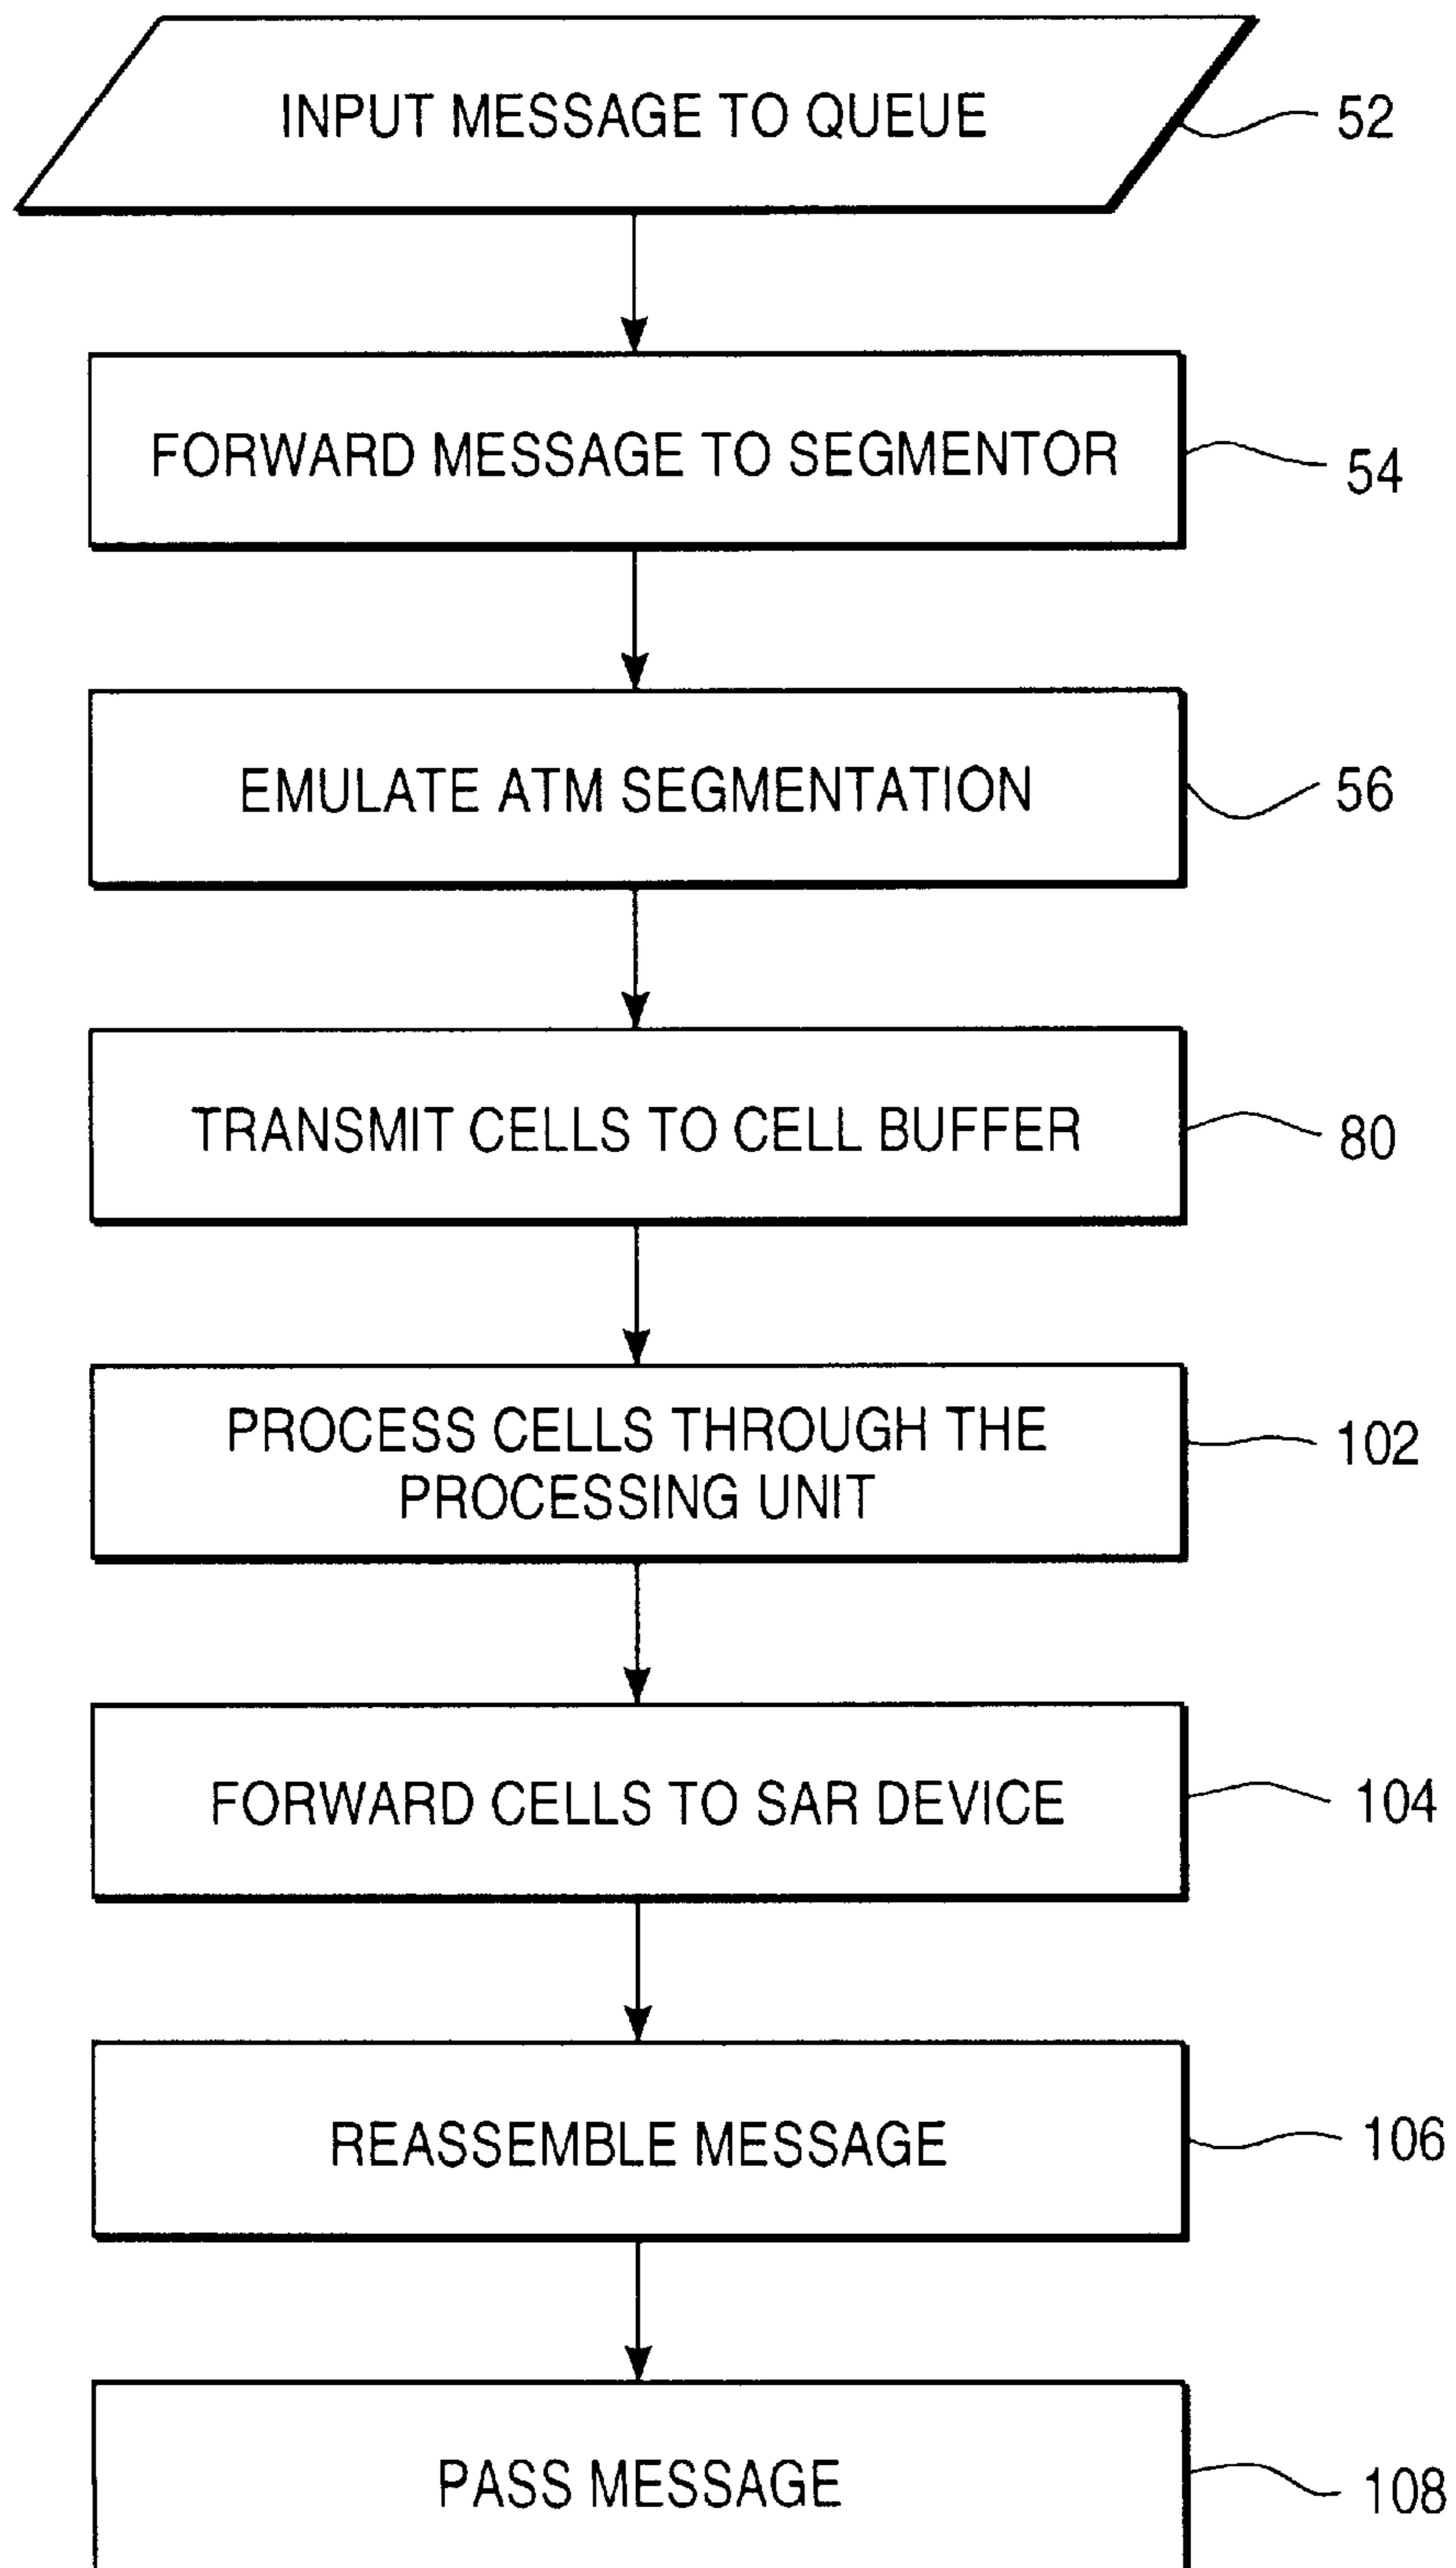 INPUT MESSAGE TO QUEUE
52
FORWARD MESSAGE TO SEGMENTOR
54
EMULATE ATM SEGMENTATION
56
TRANSMIT CELLS TO CELL BUFFER
80
PROCESS CELLS THROUGH THE
PROCESSING UNIT
102
FORWARD CELLS TO SAR DEVICE
104
REASSEMBLE MESSAGE
106
PASS MESSAGE
108